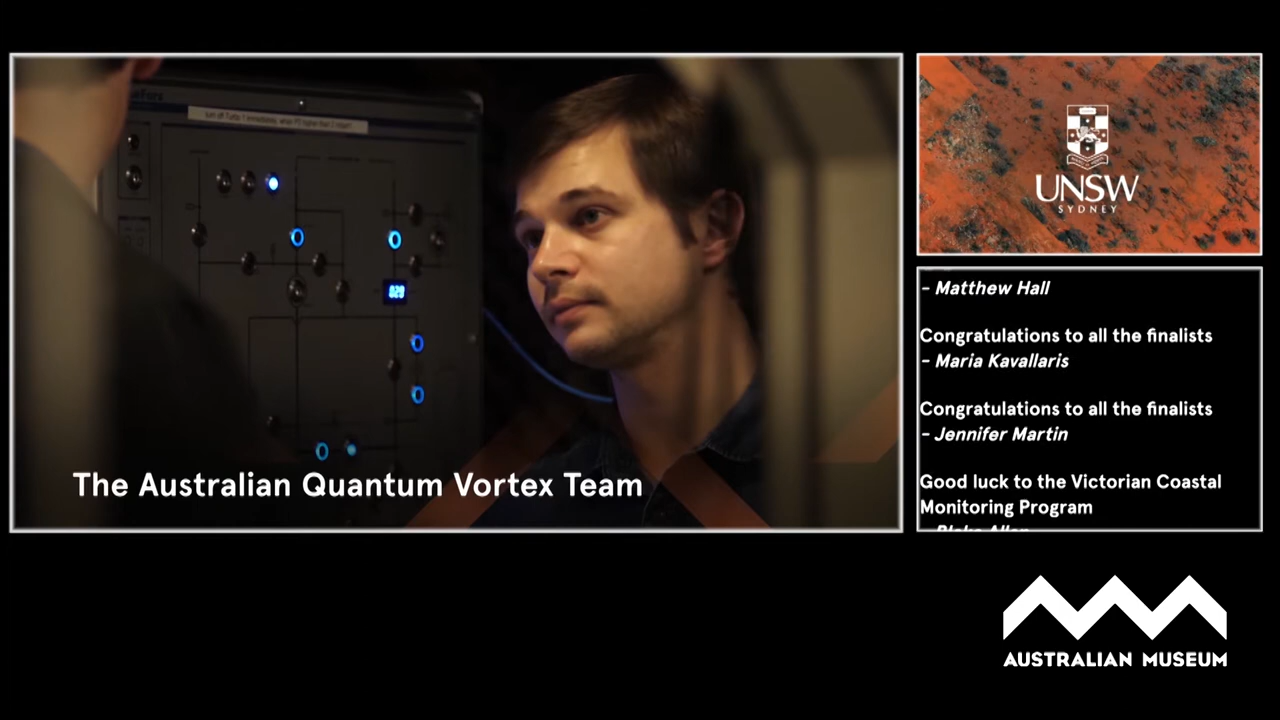 The Australian Quantum Vortex Team
UNSW
SYDNEY
- Matthew Hall
Congratulations to all the finalists
- Maria Kavallaris
Congratulations to all the finalists
- Jennifer Martin
Good luck to the Victorian Coastal
Monitoring Program
AUSTRALIAN MUSEUM